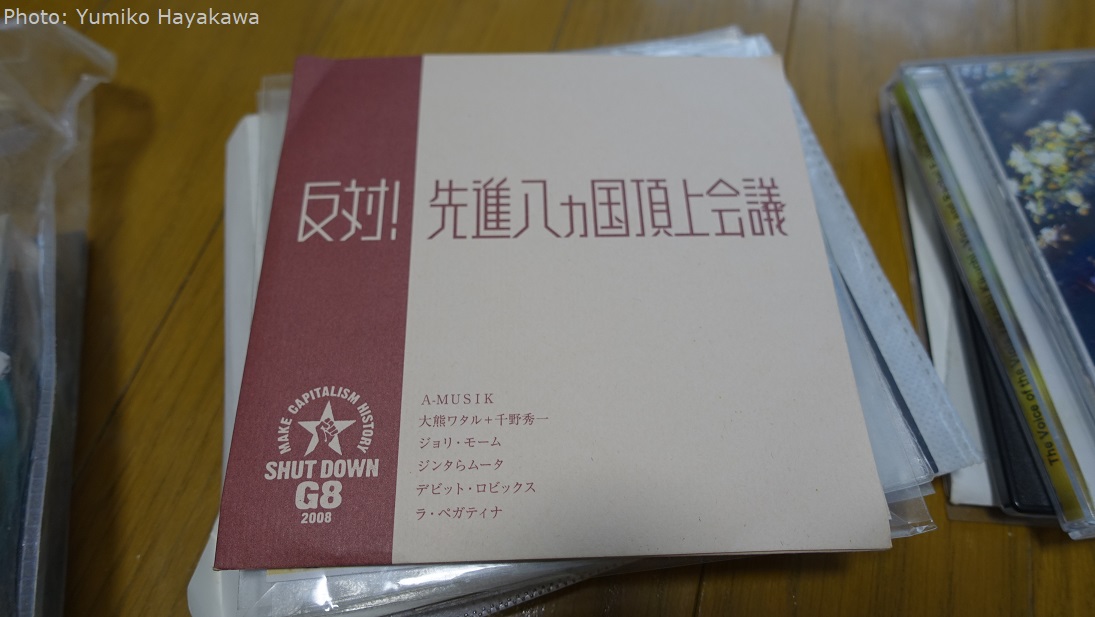 Photo: Yumiko Hayakawa
反対! 先進八ヵ国頂上会議
MAKE CAPITALISM HISTORY
SHUT DOWN
G8
2008
A-MUSIK
大熊ワタル+千野秀一
ジョリ・モーム
ジンタらムータ
デビット・ロビックス
ラ・ペガティナ
The Voice of the